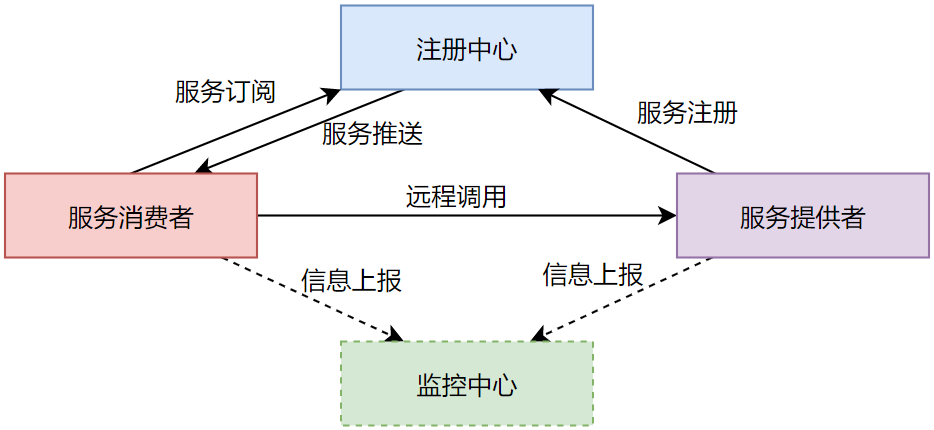 注册中心
服务订阅
服务注册
服务推送
远程调用
服务消费者
服务提供者
信息上报
信息上报
监控中心